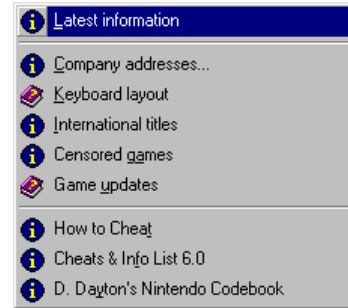 Latest information
Company addresses...
Keyboard layout
International titles
Censored games
Game updates
How to Cheat
Cheats & Info List 6.0
D. Dayton's Nintendo Codebook